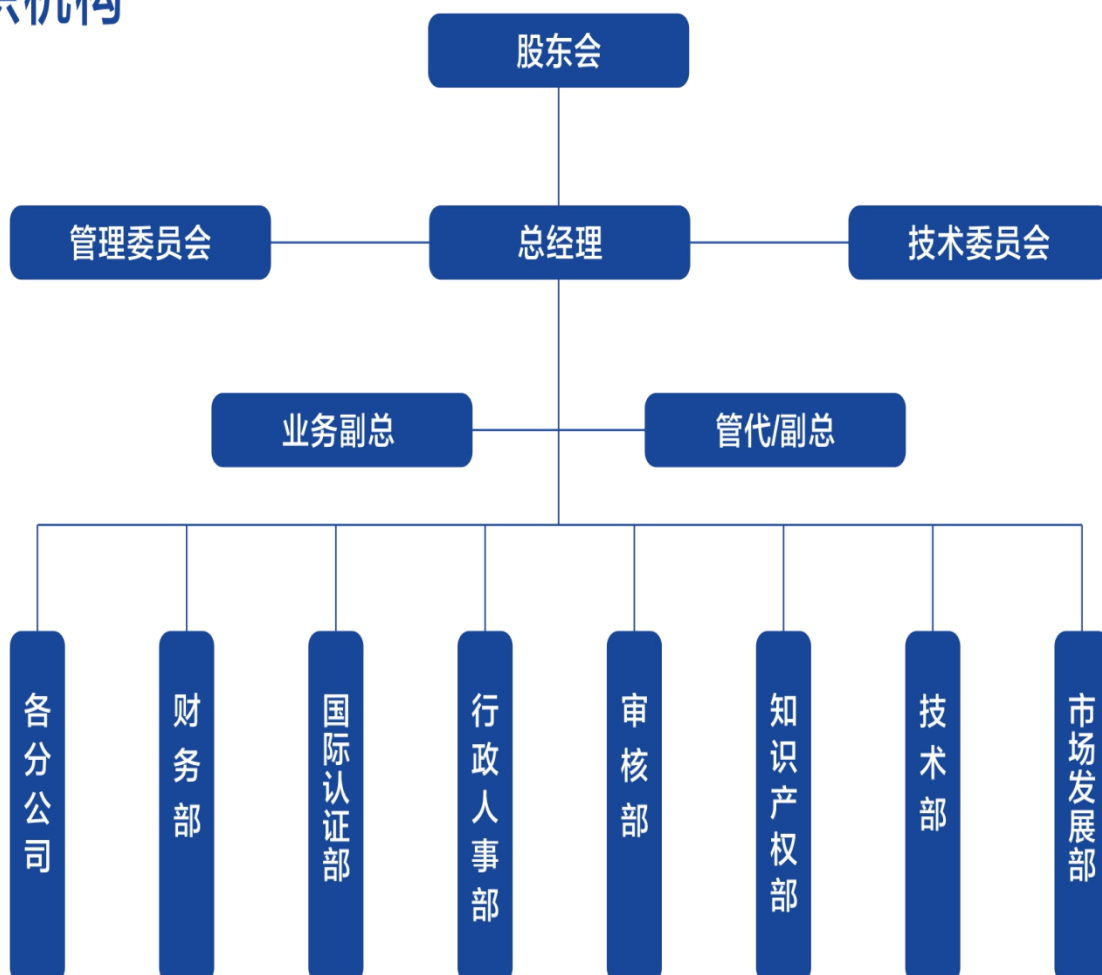 织机构
股东会
管理委员会
总经理
技术委员会
业务副总
管代/副总
各分公司
财务部
国际认证部
行政人事部
审核部
知识产权部
技术部
市场发展部